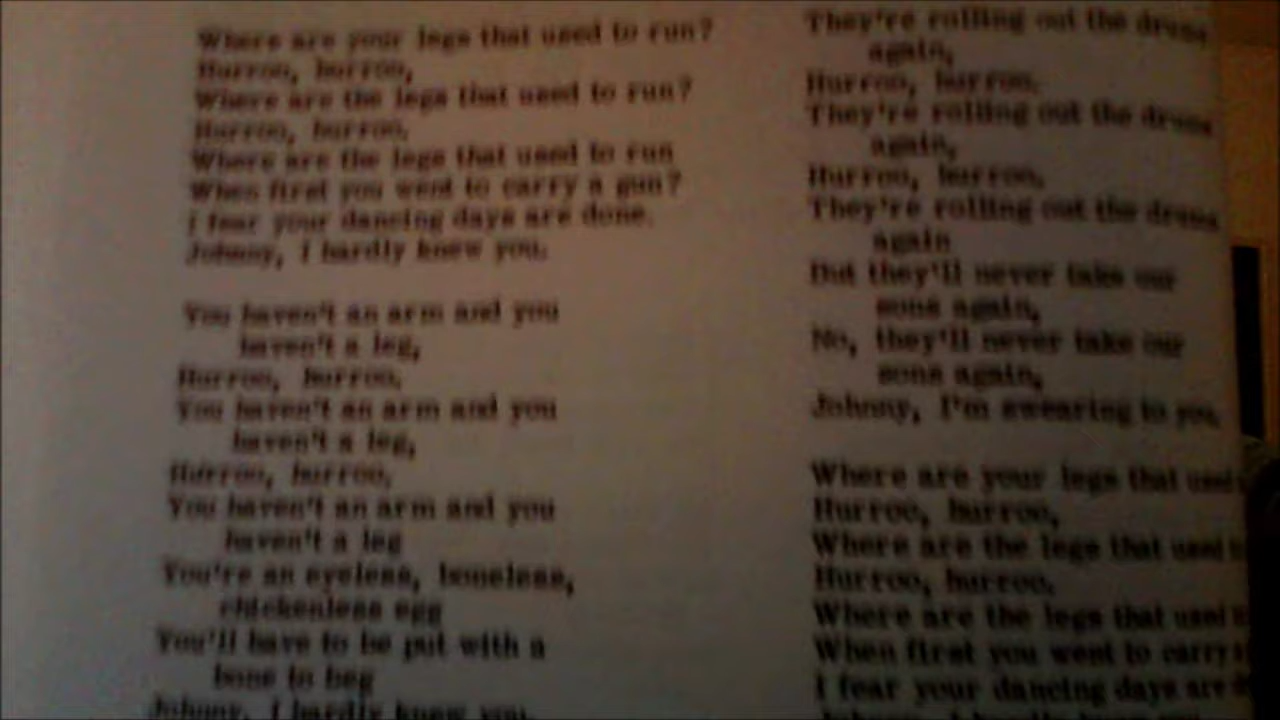 Where are your legs that used to run?
Hurroo, hurroo,
Where are the legs that used to run?
Hurroo, hurroo.
Where are the legs that used to run
When first you went to carry a gun?
I fear your dancing days are done.
Johnny, I hardly knew you.
You haven't an arm and you
haven't a leg,
Hurroo, hurroo,
You haven't an arm and you
haven't a leg,
Hurroo, hurroo,
You haven't an arm and you
haven't a leg
You're an eyeless, boneless,
chickenless egg
You'll have to be put with a
bone to beg
Johnny, I hardly knew you.
They're rolling out the drums
again,
Hurroo, hurroo.
They're rolling out the drums
again,
Hurroo, hurroo,
They're rolling out the drums
again
But they'll never take our
sons again,
No, they'll never take our
sons again,
Johnny, I'm swearing to you.
Where are your legs that used
Hurroo, hurroo,
Where are the legs that used
Hurroo, hurroo.
Where are the legs that used
When first you went to carry
I fear your dancing days are